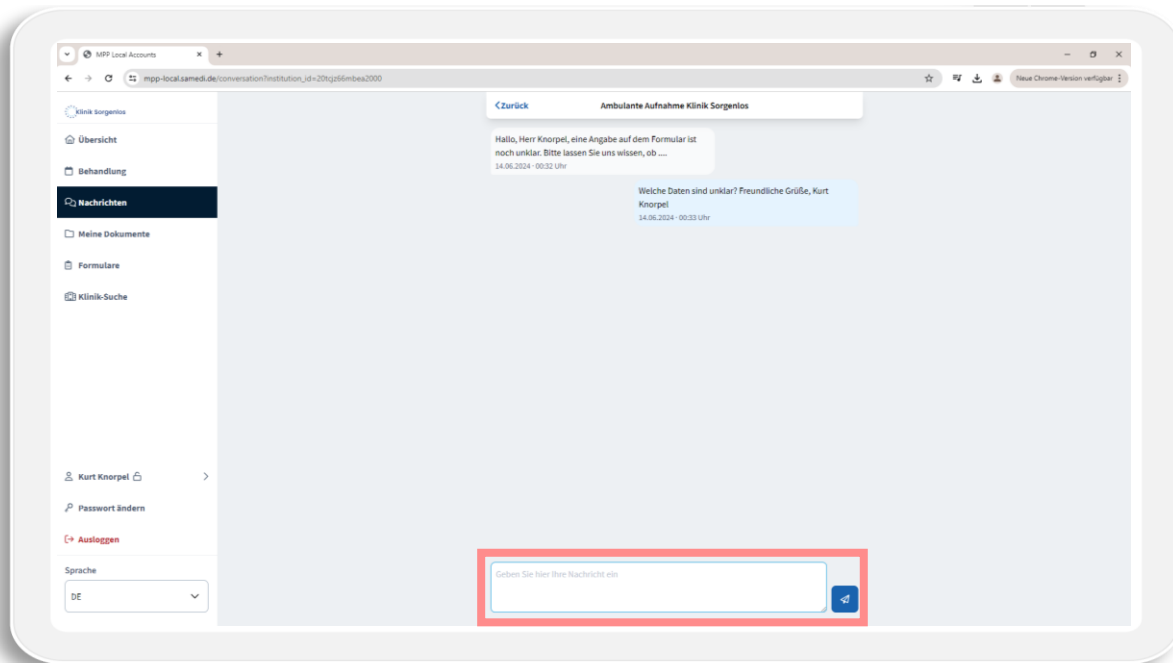 MPP Local Accounts
mpp-local.samedi.de/conversation?institution_id=20tcjz66mbea2000
Neue Chrome-Version verfügbar
Klinik Sorgenlos
Übersicht
Behandlung
Nachrichten
Meine Dokumente
Formulare
Klinik-Suche
Kurt Knorpel
Passwort ändern
Ausloggen
Sprache
DE
Zurück
Ambulante Aufnahme Klinik Sorgenlos
Hallo, Herr Knorpel, eine Angabe auf dem Formular ist
noch unklar. Bitte lassen Sie uns wissen, ob ....
14.06.2024 · 00:32 Uhr
Welche Daten sind unklar? Freundliche Grüße, Kurt
Knorpel
14.06.2024 · 00:33 Uhr
Geben Sie hier Ihre Nachricht ein